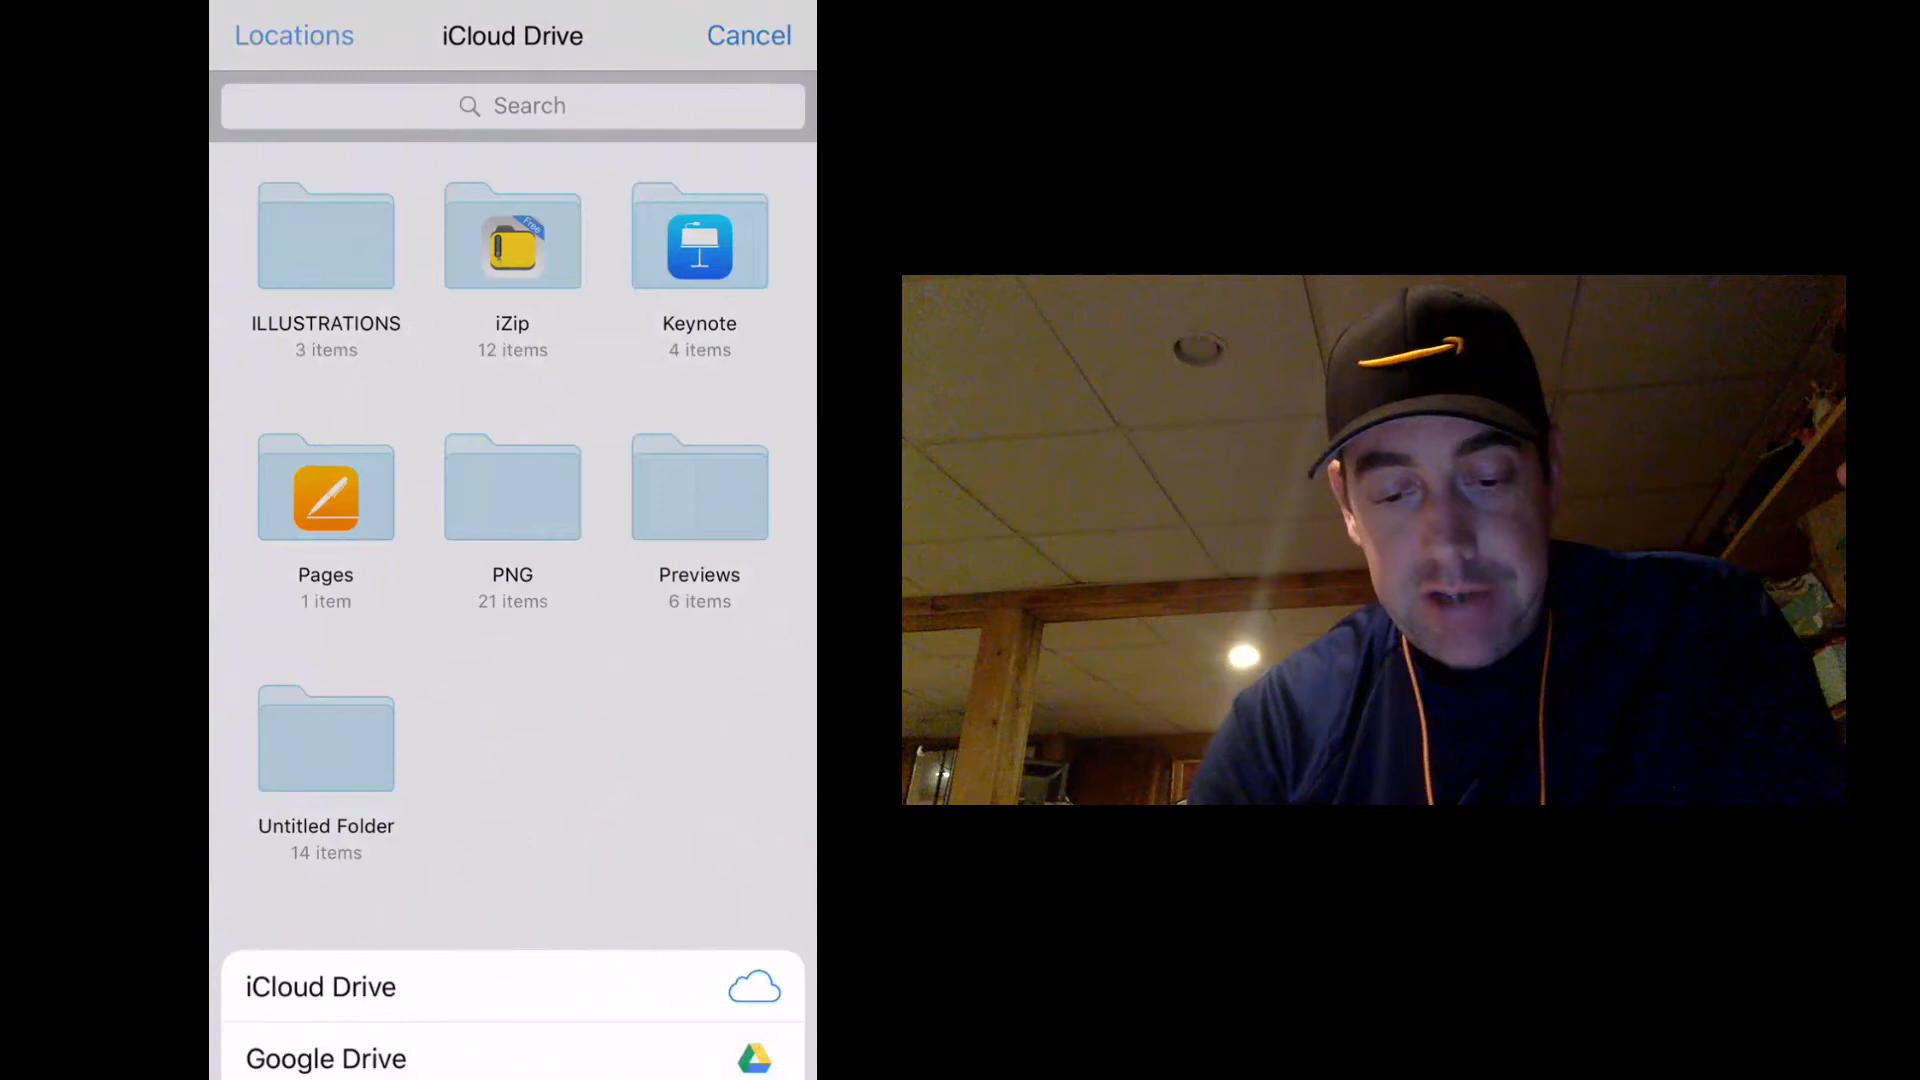 Locations
iCloud Drive
Cancel
Search
Free
ILLUSTRATIONS
3 items
iZip
12 items
Keynote
4 items
Pages
1 item
PNG
21 items
Previews
6 items
Untitled Folder
14 items
iCloud Drive
Google Drive